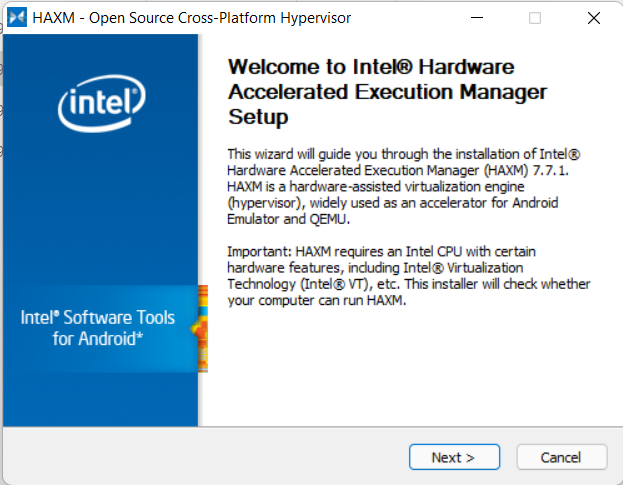 HAXM - Open Source Cross-Platform Hypervisor
intel®
Intel® Software Tools
for Android*
Welcome to Intel® Hardware
Accelerated Execution Manager
Setup
This wizard will guide you through the installation of Intel®
Hardware Accelerated Execution Manager (HAXM) 7.7.1.
HAXM is a hardware-assisted virtualization engine
(hypervisor), widely used as an accelerator for Android
Emulator and QEMU.
Important: HAXM requires an Intel CPU with certain
hardware features, including Intel® Virtualization
Technology (Intel® VT), etc. This installer will check whether
your computer can run HAXM.
Next >
Cancel